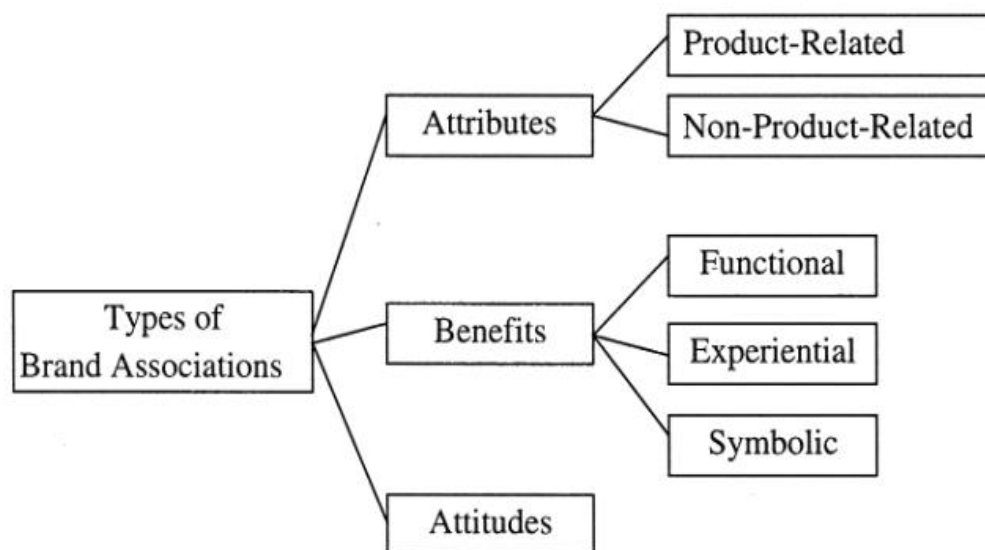 Product-Related
Attributes
Non-Product-Related
Functional
Types of
Brand Associations
Benefits
Experiential
Symbolic
Attitudes